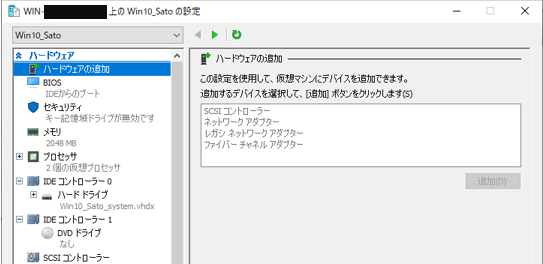 WIN- 上の Win10_Sato の設定
Win10_Sato
ハードウェア
ハードウェアの追加
BIOS
IDEからのブート
セキュリティ
キー記憶域ドライブが無効です
メモリ
2048 MB
プロセッサ
2 個の仮想プロセッサ
IDE コントローラー 0
ハード ドライブ
Win10_Sato_system.vhdx
IDE コントローラー 1
DVD ドライブ
なし
SCSI コントローラー
ハードウェアの追加
この設定を使用して、仮想マシンにデバイスを追加できます。
追加するデバイスを選択して、[追加] ボタンをクリックします(S)
SCSI コントローラー
ネットワーク アダプター
レガシ ネットワーク アダプター
ファイバー チャネル アダプター
追加(D)